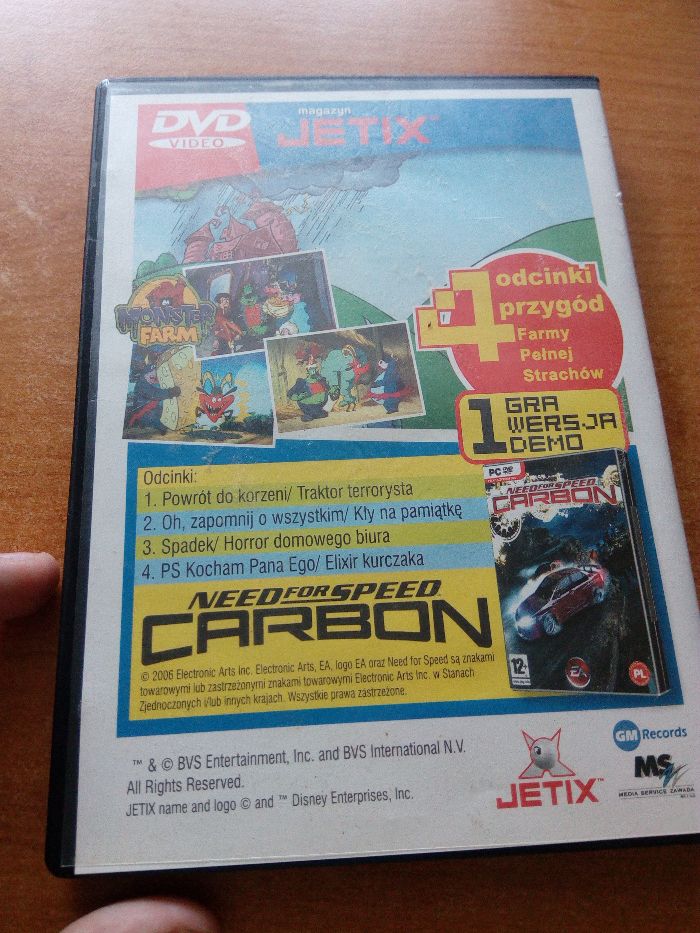 DVD
VIDEO
magazyn
JETIX™
MONSTER
FARM
4
odcinki
przygód
Farmy
Pełnej
Strachów
1 GRA
WERSJA
DEMO
Odcinki:
1. Powrót do korzeni/ Traktor terrorysta
2. Oh, zapomnij o wszystkim/ Kły na pamiątkę
3. Spadek/ Horror domowego biura
4. PS Kocham Pana Ego/ Elixir kurczaka
NEED FOR SPEED
CARBON
© 2006 Electronic Arts Inc. Electronic Arts, EA, logo EA oraz Need for Speed są znakami
towarowymi lub zastrzeżonymi znakami towarowymi Electronic Arts Inc. w Stanach
Zjednoczonych i/lub innych krajach. Wszystkie prawa zastrzeżone.
PC DVD
NEED FOR SPEED
CARBON
12+
EA
PL
™ & © BVS Entertainment, Inc. and BVS International N.V.
All Rights Reserved.
JETIX name and logo © and ™ Disney Enterprises, Inc.
JETIX™
GM Records
MS
MEDIA SERVICE ZAWADA